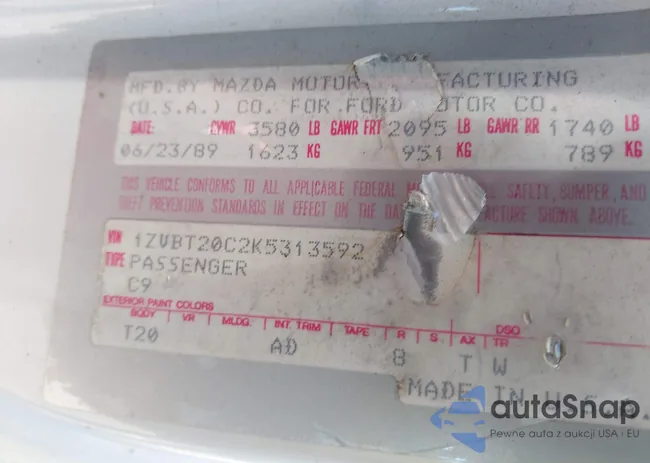 MFD. BY MAZDA MOTOR FACTURING
(U.S.A.) CO. FOR FORD OTOR CO.
DATE: GVWR 3580 LB GAWR FRT 2095 LB GAWR RR 1740 LB
06/23/89 1623 KG 951 KG 789 KG
THIS VEHICLE CONFORMS TO ALL APPLICABLE FEDERAL M SAFETY, BUMPER, AND
THEFT PREVENTION STANDARDS IN EFFECT ON THE DA FACTURE SHOWN ABOVE.
VIN 1ZVBT20C2K5313592
TYPE PASSENGER
C9
EXTERIOR PAINT COLORS DSO
BODY VR MLDG. INT. TRIM TAPE R S AX TR
T20 AD 8 T W
MADE IN U.S.A.
autoSnap
Pewne auta z aukcji USA · EU